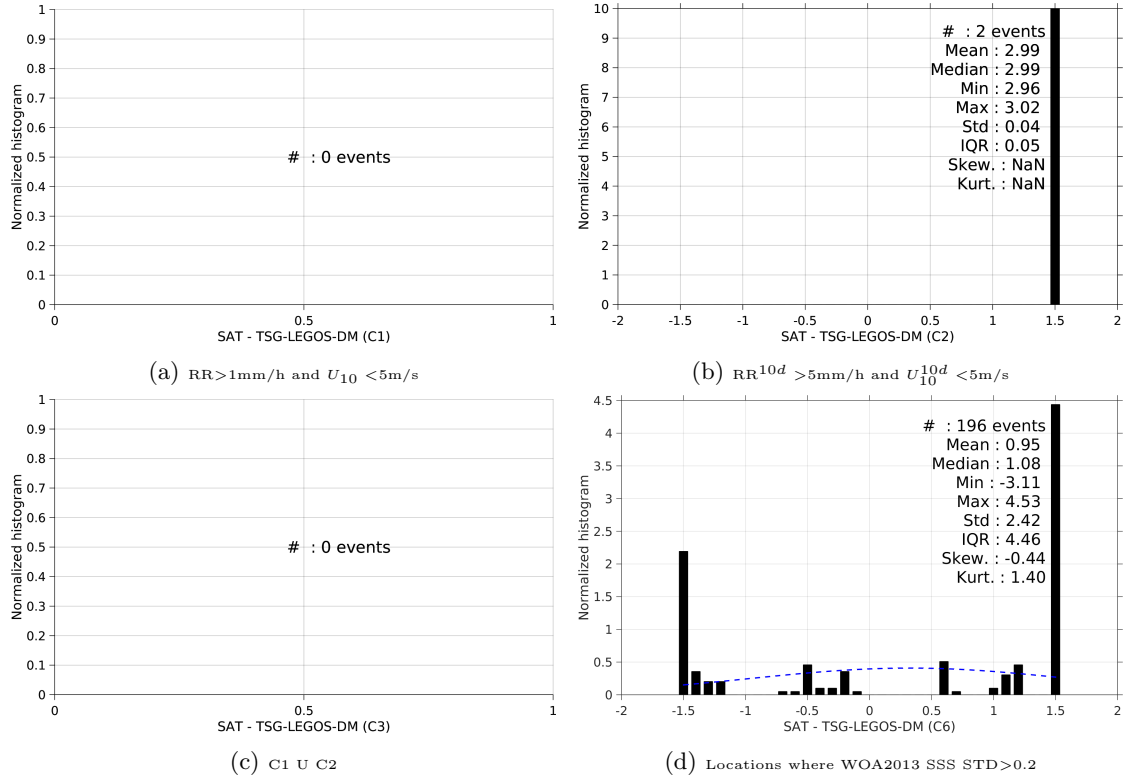 1
0.9
0.8
0.7
0.6
0.5
0.4
0.3
0.2
0.1
0
Normalized histogram
# : 0 events
0 0.5 1
SAT - TSG-LEGOS-DM (C1)
(a) RR>1mm/h and U10 <5m/s
10
9
8
7
6
5
4
3
2
1
0
Normalized histogram
# : 2 events
Mean : 2.99
Median : 2.99
Min : 2.96
Max : 3.02
Std : 0.04
IQR : 0.05
Skew. : NaN
Kurt. : NaN
-2 -1.5 -1 -0.5 0 0.5 1 1.5 2
SAT - TSG-LEGOS-DM (C2)
(b) RR10d >5mm/h and U10d10 <5m/s
1
0.9
0.8
0.7
0.6
0.5
0.4
0.3
0.2
0.1
0
Normalized histogram
# : 0 events
0 0.5 1
SAT - TSG-LEGOS-DM (C3)
(c) C1 U C2
4.5
4
3.5
3
2.5
2
1.5
1
0.5
0
Normalized histogram
# : 196 events
Mean : 0.95
Median : 1.08
Min : -3.11
Max : 4.53
Std : 2.42
IQR : 4.46
Skew. : -0.44
Kurt. : 1.40
-2 -1.5 -1 -0.5 0 0.5 1 1.5 2
SAT - TSG-LEGOS-DM (C6)
(d) Locations where WOA2013 SSS STD>0.2